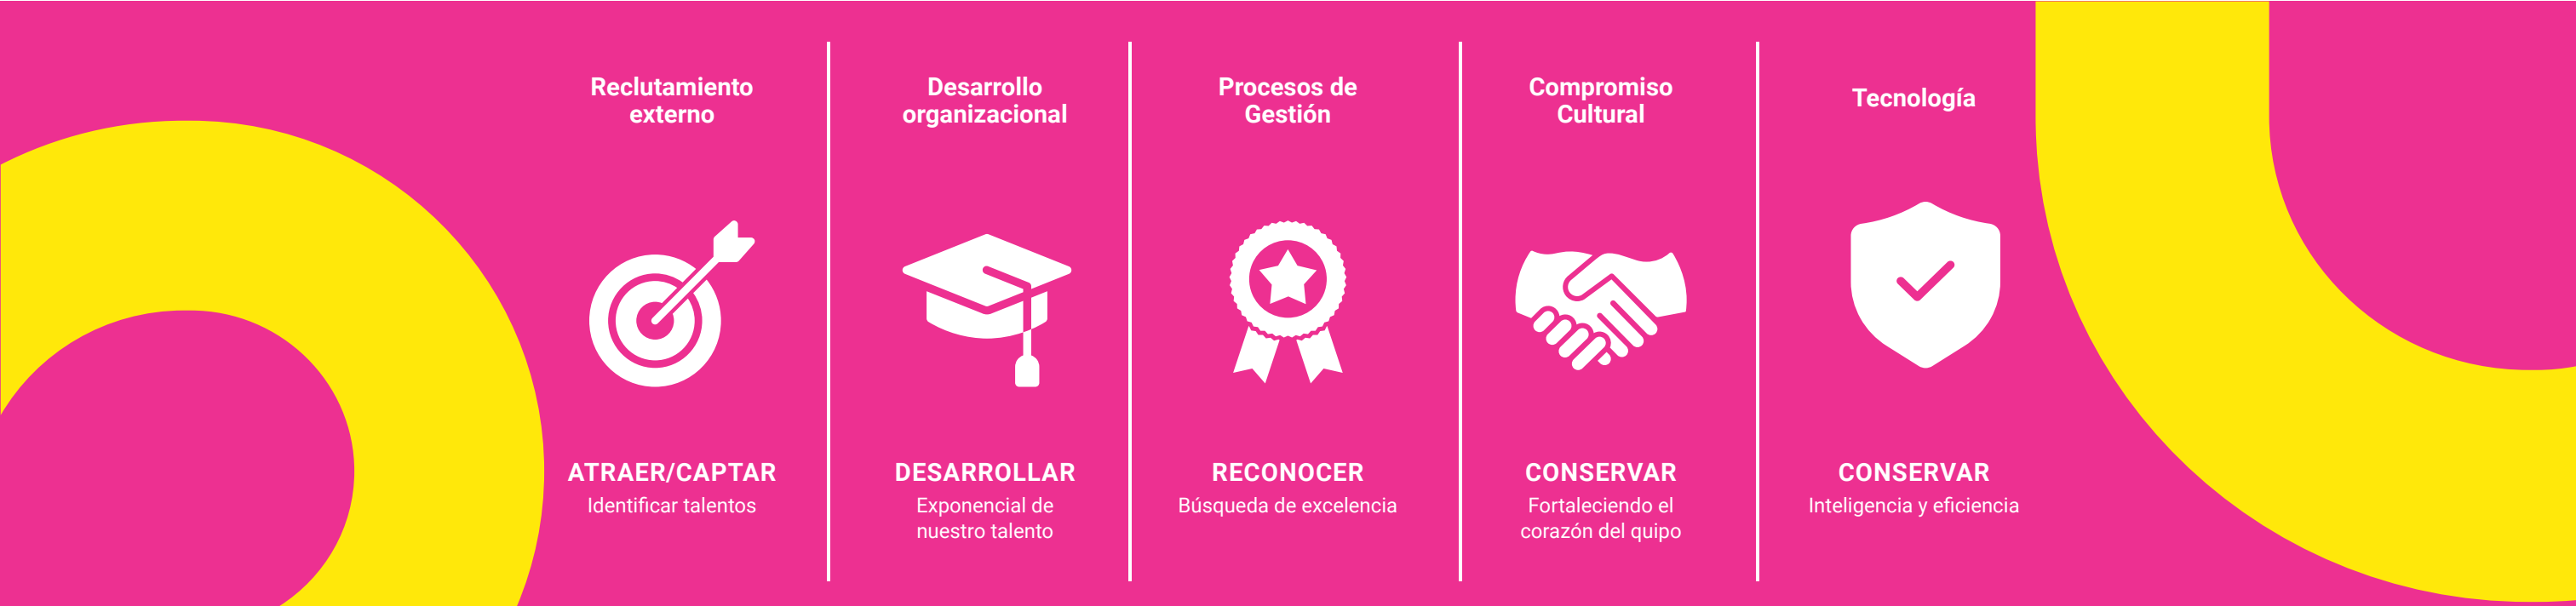 Reclutamiento
externo
ATRAER/CAPTAR
Identificar talentos
Desarrollo
organizacional
DESARROLLAR
Exponencial de
nuestro talento
Procesos de
Gestión
RECONOCER
Búsqueda de excelencia
Compromiso
Cultural
CONSERVAR
Fortaleciendo el
corazón del quipo
Tecnología
CONSERVAR
Inteligencia y eficiencia